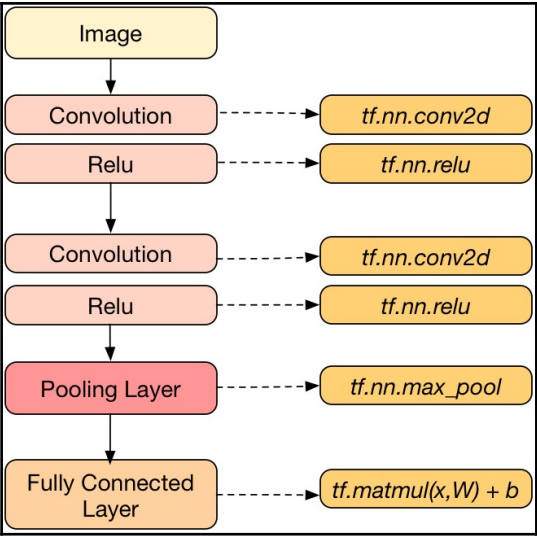 Image
Convolution
tf.nn.conv2d
Relu
tf.nn.relu
Convolution
tf.nn.conv2d
Relu
tf.nn.relu
Pooling Layer
tf.nn.max_pool
Fully Connected
Layer
tf.matmul(x,W) + b